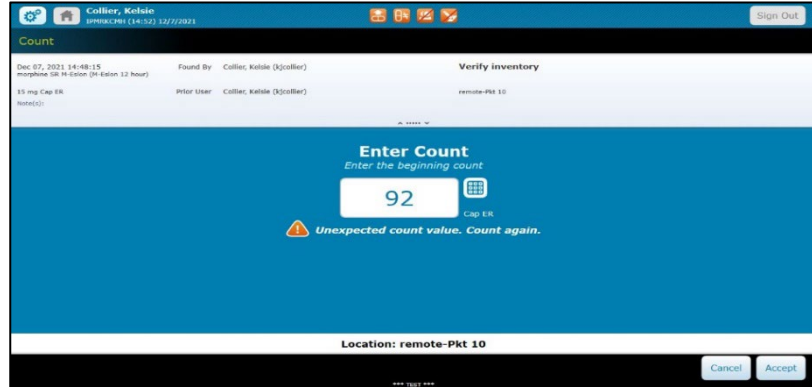 Collier, Kelsie
IPMRKCMH (14:52) 12/7/2021
Sign Out
Count
Dec 07, 2021 14:48:15
morphine SR M-Eslon (M-Eslon 12 hour)
Found By Collier, Kelsie (kjcollier)
Verify inventory
15 mg Cap ER
Prior User Collier, Kelsie (kjcollier)
remote-Pkt 10
Note(s):
Enter Count
Enter the beginning count
92
Cap ER
Unexpected count value. Count again.
Location: remote-Pkt 10
Cancel
Accept
*** TEST ***